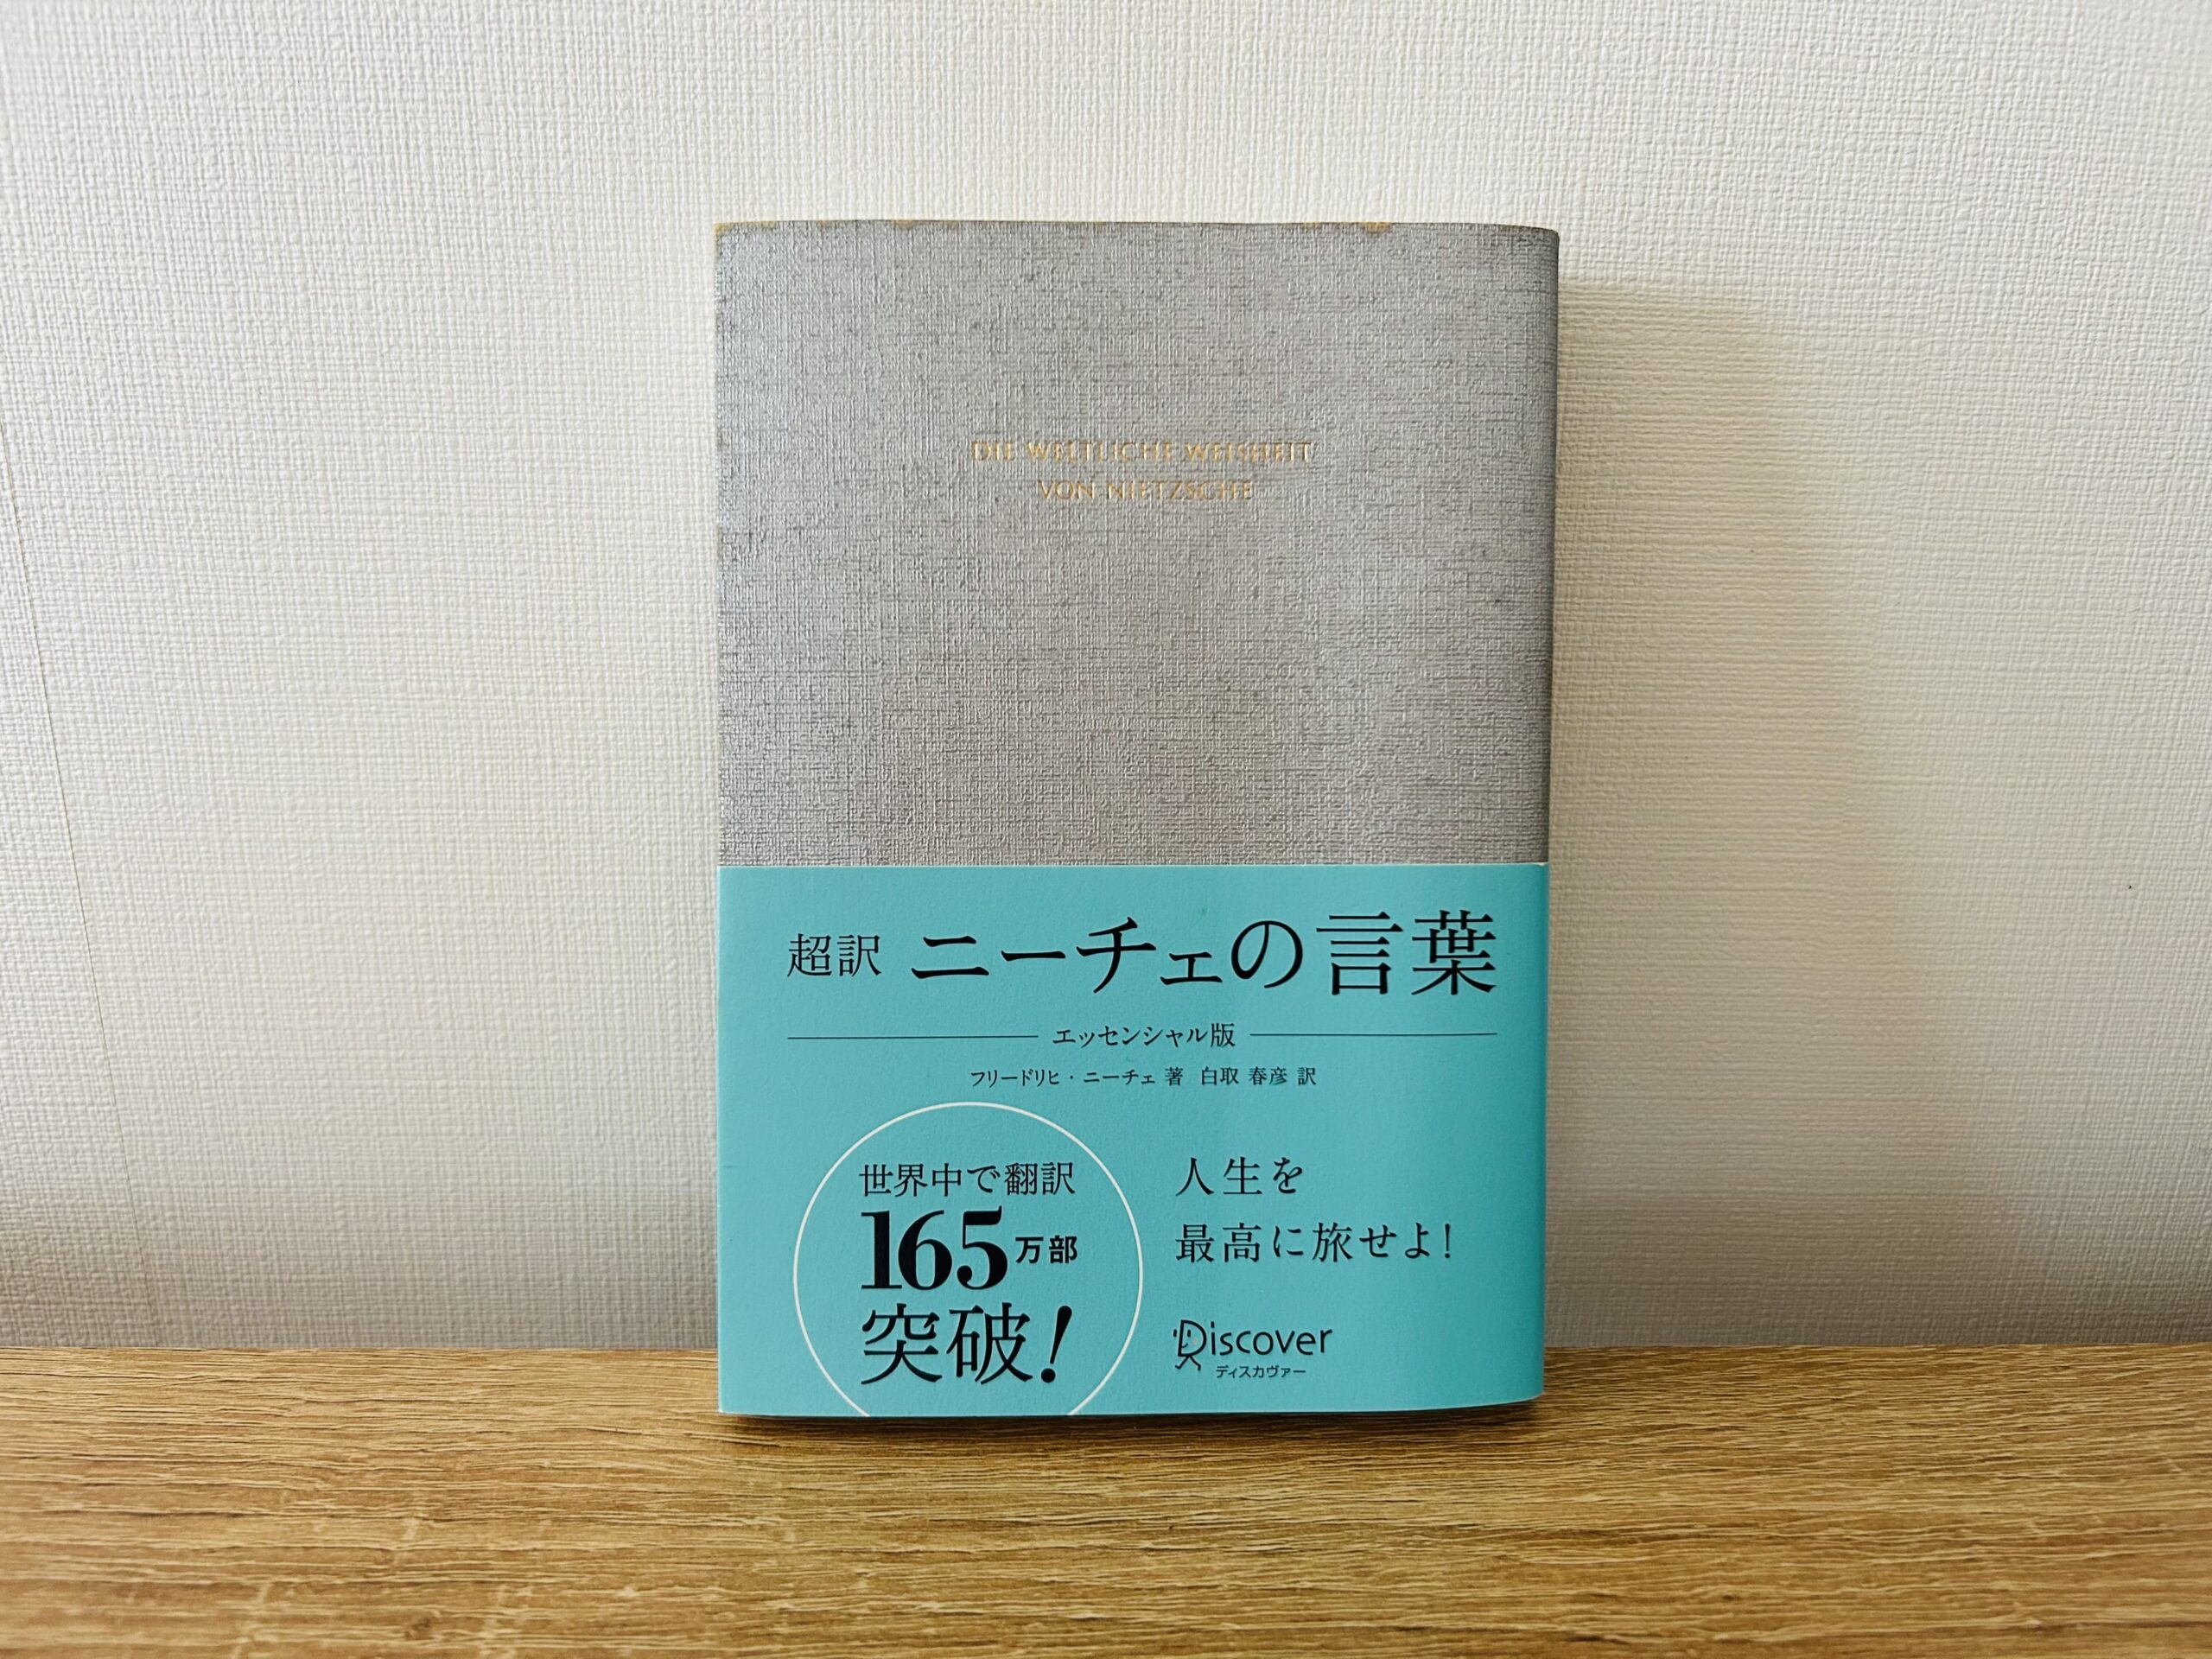 DIE WELTLICHE WEISHEIT
VON NIETZSCHE
超訳 ニーチェの言葉
エッセンシャル版
フリードリヒ・ニーチェ 著 白取 春彦 訳
世界中で翻訳
165万部
突破!
人生を
最高に旅せよ!
Discover
ディスカヴァー